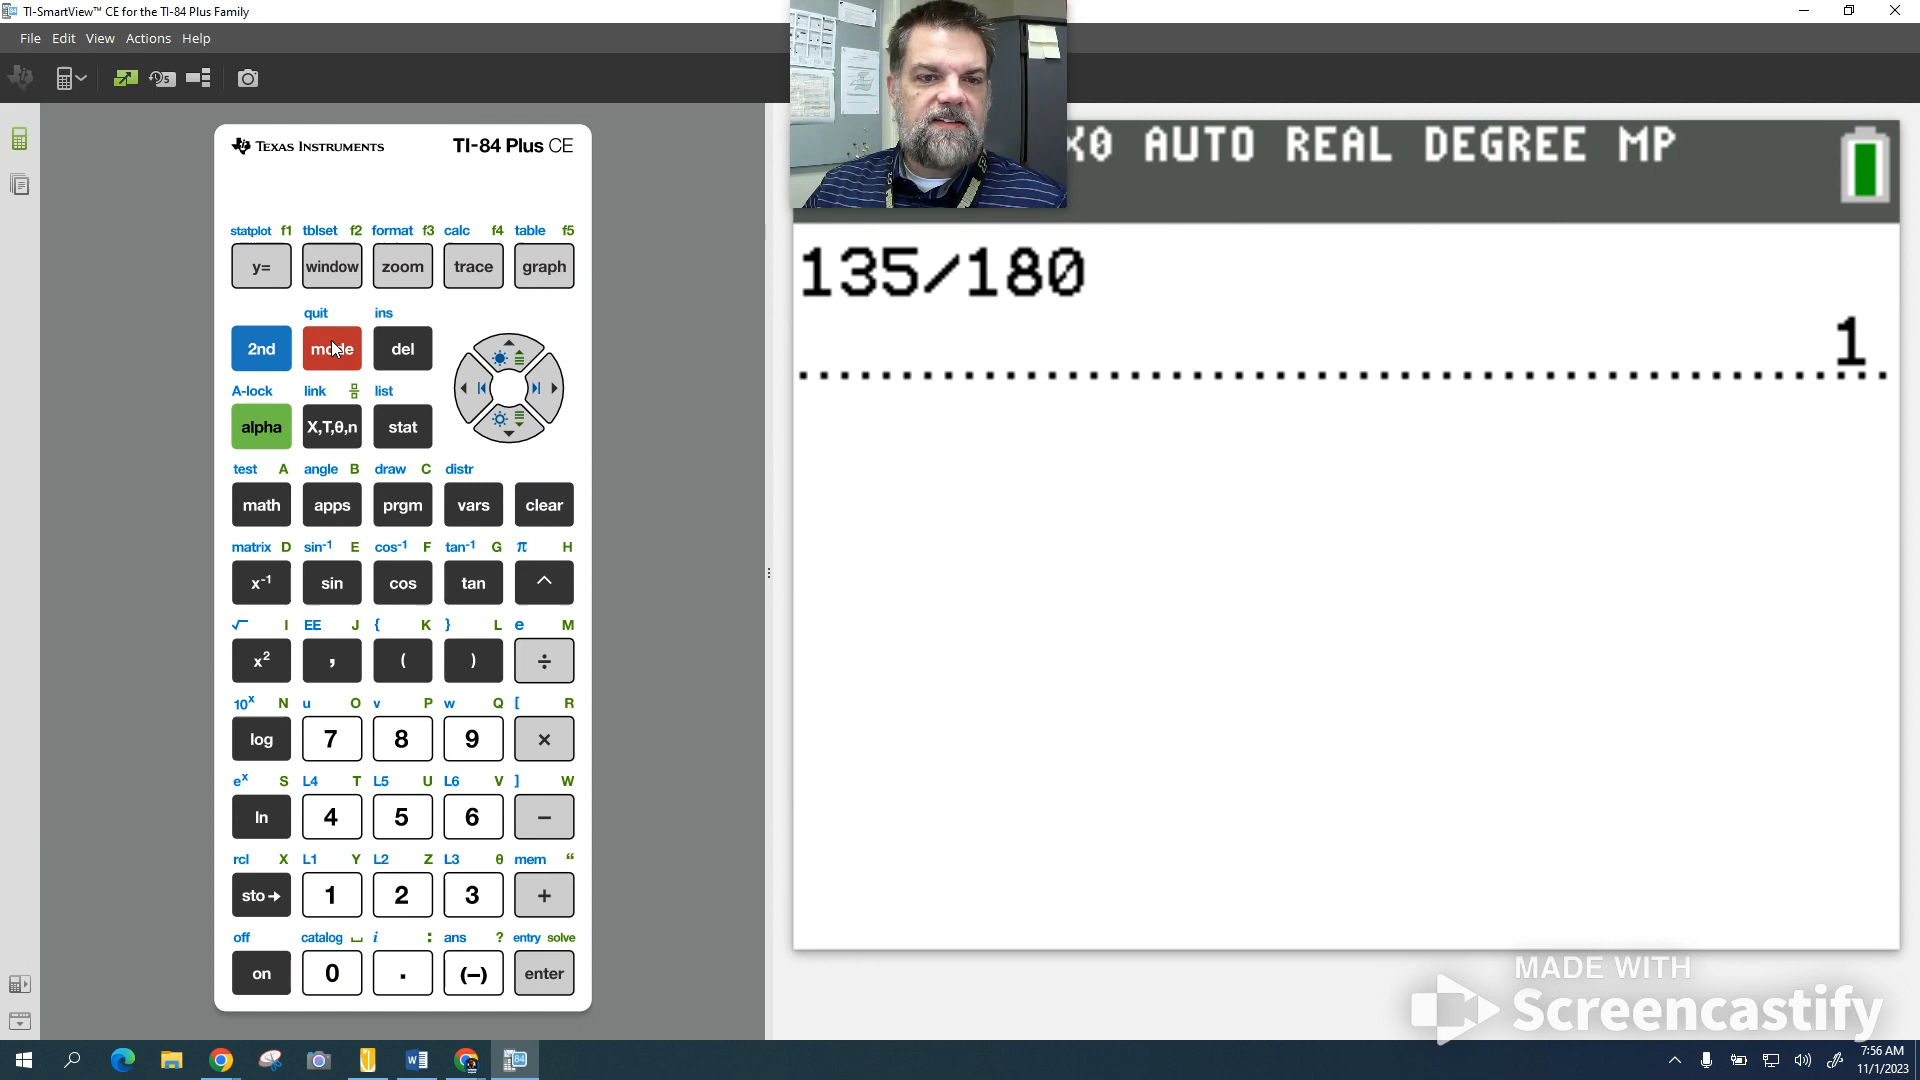 TI-SmartView™ CE for the TI-84 Plus Family
File Edit View Actions Help
TEXAS INSTRUMENTS TI-84 Plus CE
statplot f1 tblset f2 format f3 calc f4 table f5
y= window zoom trace graph
quit ins
2nd mode del
A-lock link list
alpha X,T,θ,n stat
test A angle B draw C distr
math apps prgm vars clear
matrix D sin-1 E cos-1 F tan-1 G π H
x-1 sin cos tan ^
√ I EE J { K } L e M
x2 , ( ) ÷
10x N u O v P w Q [ R
log 7 8 9 ×
ex S L4 T L5 U L6 V ] W
ln 4 5 6 −
rcl X L1 Y L2 Z L3 θ mem “
sto→ 1 2 3 +
off catalog ⎵ i : ans ? entry solve
on 0 . (−) enter
AUTO REAL DEGREE MP
135/180
1
MADE WITH
Screencastify
7:56 AM
11/1/2023